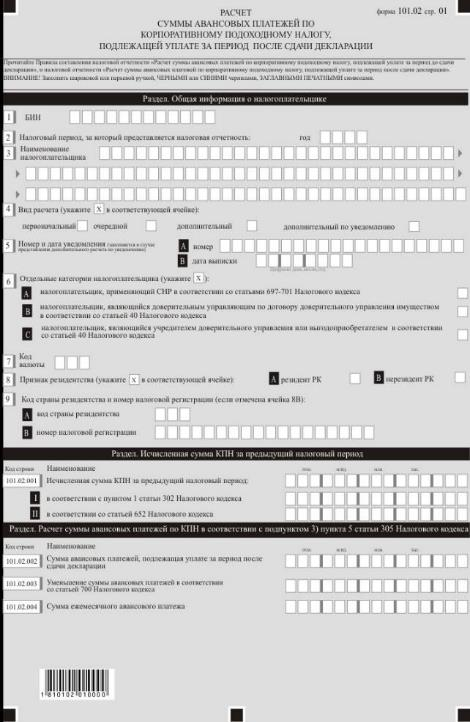 форма 101.02 стр. 01
РАСЧЕТ
СУММЫ АВАНСОВЫХ ПЛАТЕЖЕЙ ПО
КОРПОРАТИВНОМУ ПОДОХОДНОМУ НАЛОГУ,
ПОДЛЕЖАЩЕЙ УПЛАТЕ ЗА ПЕРИОД ПОСЛЕ СДАЧИ ДЕКЛАРАЦИИ
Прочитайте Правила составления налоговой отчетности «Расчет суммы авансовых платежей по корпоративному подоходному налогу, подлежащей уплате за период до сдачи
декларации», и налоговой отчетности «Расчет суммы авансовых платежей по корпоративному подоходному налогу, подлежащей уплате за период после сдачи декларации».
ВНИМАНИЕ! Заполнять шариковой или перьевой ручкой, ЧЕРНЫМИ или СИНИМИ чернилами, ЗАГЛАВНЫМИ ПЕЧАТНЫМИ символами.
Раздел. Общая информация о налогоплательщике
1 БИН
2 Налоговый период, за который представляется налоговая отчетность: год
3 Наименование
налогоплательщика
4 Вид расчета (укажите X в соответствующей ячейке):
первоначальный очередной дополнительный дополнительный по уведомлению
5 Номер и дата уведомления (заполняется в случае
представления дополнительного расчета по уведомлению)
A номер
B дата выписки
6 Отдельные категории налогоплательщика (укажите X ):
A налогоплательщик, применяющий СНР в соответствии со статьями 697-701 Налогового кодекса
B налогоплательщик, являющийся доверительным управляющим по договору доверительного управления имуществом
в соответствии со статьей 40 Налогового кодекса
C налогоплательщик, являющийся учредителем доверительного управления или выгодоприобретателем в соответствии
со статьей 40 Налогового кодекса
7 Код
валюты
8 Признак резидентства (укажите X в соответствующей ячейке): A резидент РК B нерезидент РК
9 Код страны резидентства и номер налоговой регистрации (если отмечена ячейка 8B):
A код страны резидентства
B номер налоговой регистрации
Раздел. Исчисленная сумма КПН за предыдущий налоговый период
Код строки Наименование
101.02.001 Исчисленная сумма КПН за предыдущий налоговый период:
I в соответствии с пунктом 1 статьи 302 Налогового кодекса
II в соответствии со статьей 652 Налогового кодекса
Раздел. Расчет суммы авансовых платежей по КПН в соответствии с подпунктом 3) пункта 5 статьи 305 Налогового кодекса
Код строки Наименование
101.02.002 Сумма авансовых платежей, подлежащая уплате за период после
сдачи декларации
101.02.003 Уменьшение суммы авансовых платежей в соответствии
со статьей 700 Налогового кодекса
101.02.004 Сумма ежемесячного авансового платежа
1810102010000